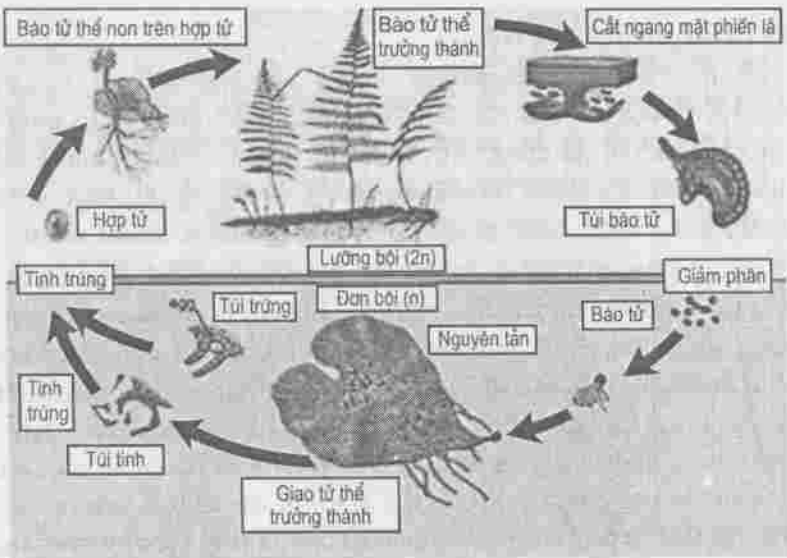 Bào tử thể non trên hợp tử
Bào tử thể
trưởng thành
Cắt ngang mặt phiến lá
Hợp tử
Túi bào tử
Lưỡng bội (2n)
Tinh trùng
Giảm phân
Túi trứng
Đơn bội (n)
Bào tử
Nguyên tản
Tinh
trùng
Túi tinh
Giao tử thể
trưởng thành